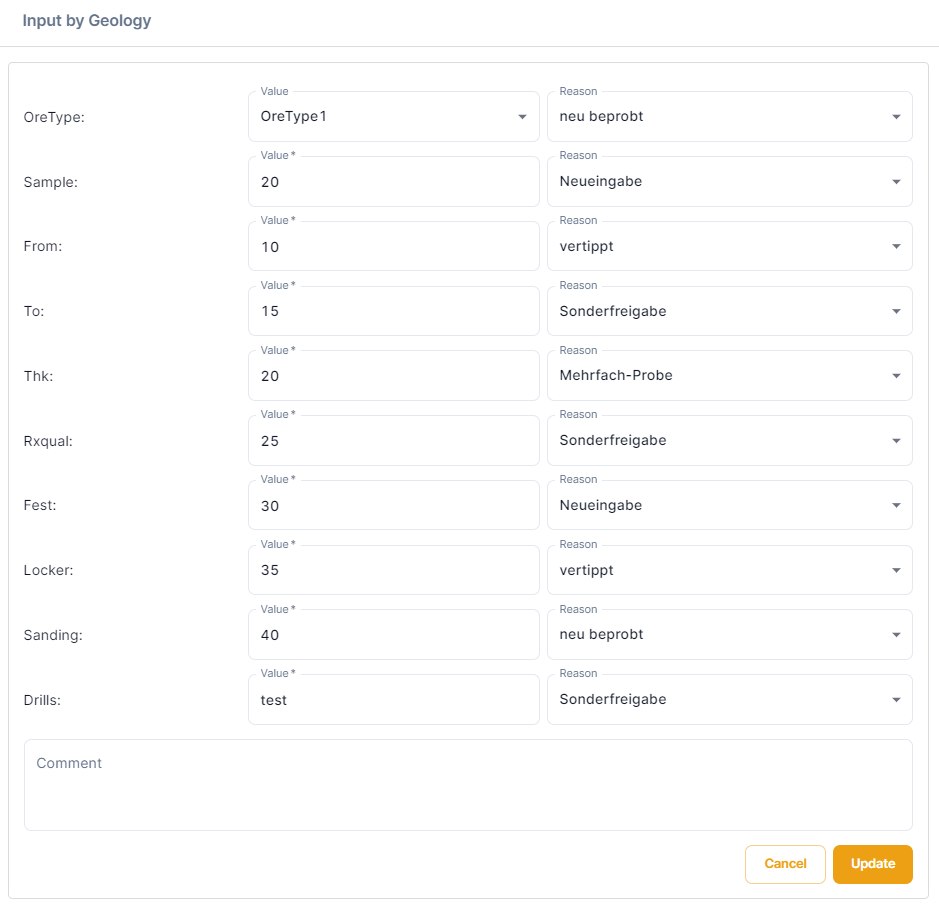 Input by Geology
Value Reason
OreType: OreType1 neu beprobt
Value * Reason
Sample: 20 Neueingabe
Value * Reason
From: 10 vertippt
Value * Reason
To: 15 Sonderfreigabe
Value * Reason
Thk: 20 Mehrfach-Probe
Value * Reason
Rxqual: 25 Sonderfreigabe
Value * Reason
Fest: 30 Neueingabe
Value * Reason
Locker: 35 vertippt
Value * Reason
Sanding: 40 neu beprobt
Value * Reason
Drills: test Sonderfreigabe
Comment
Cancel Update